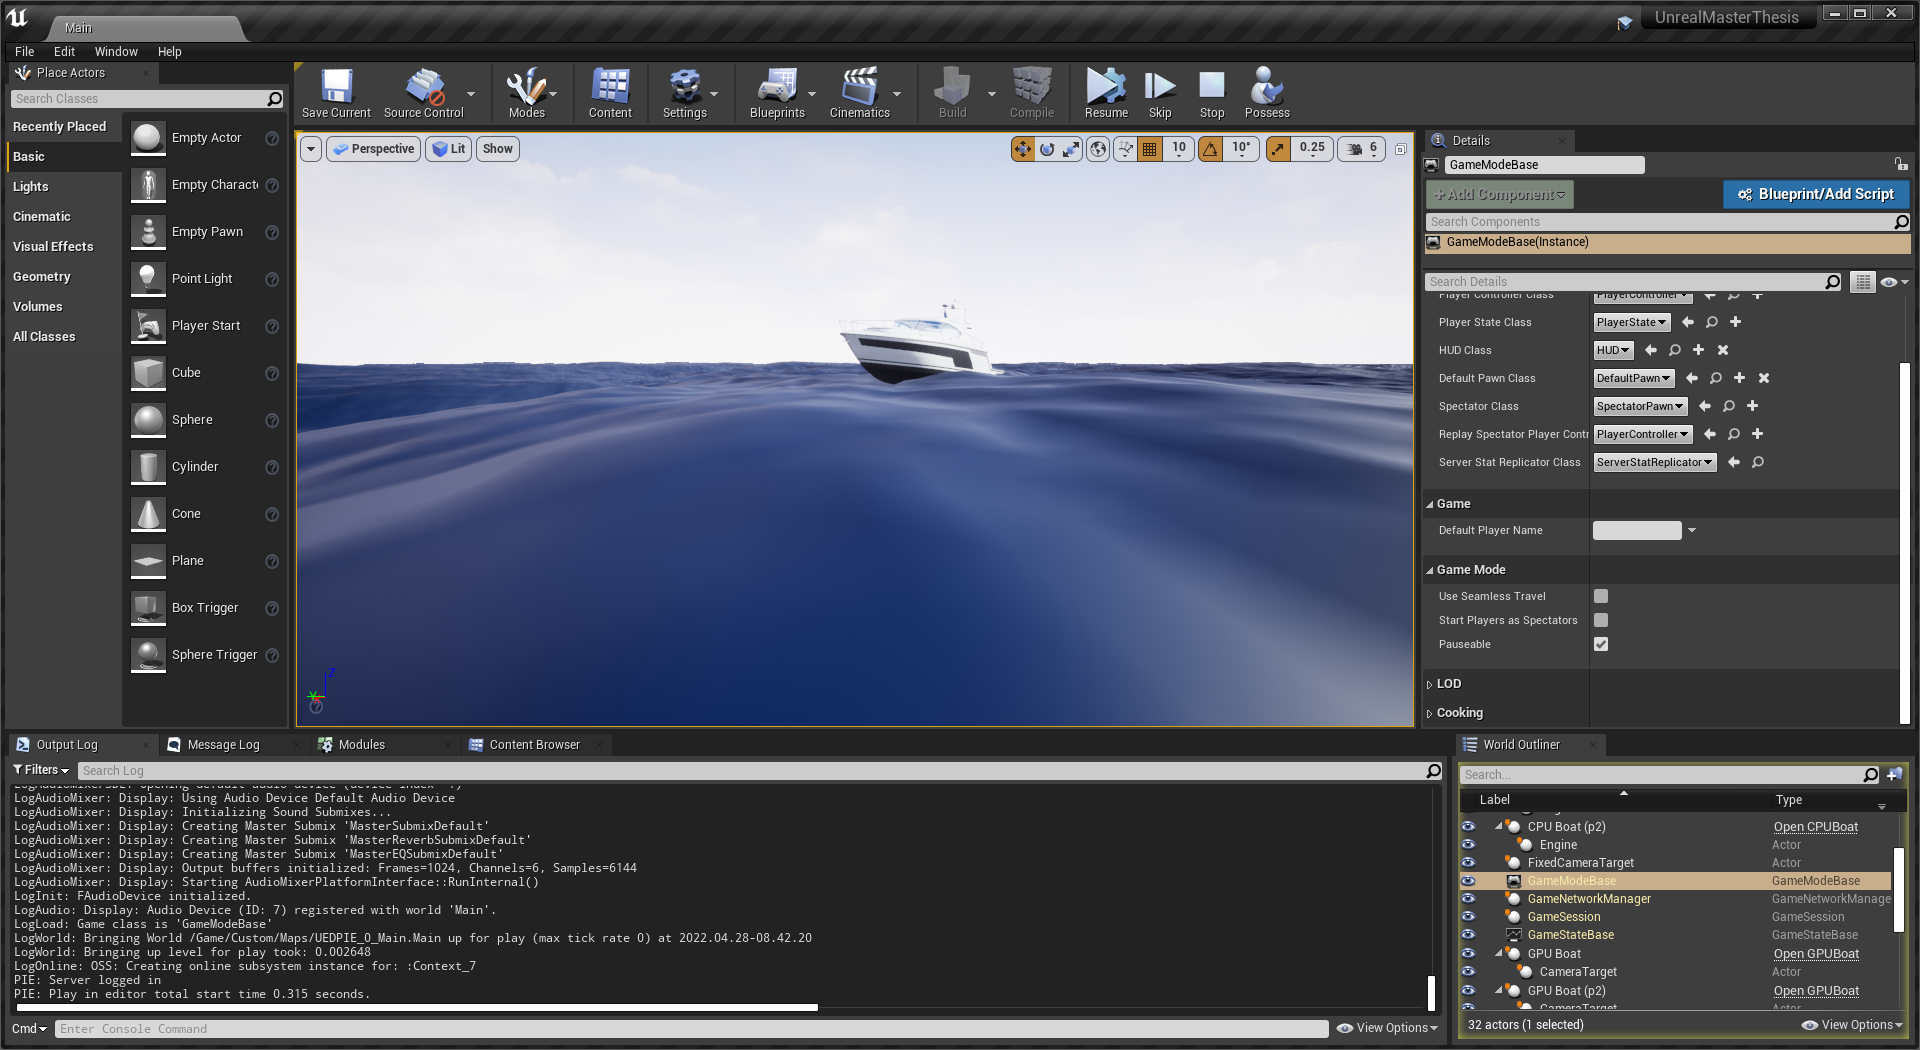 Main
UnrealMasterThesis
File Edit Window Help
Place Actors
Search Classes
Recently Placed
Basic
Lights
Cinematic
Visual Effects
Geometry
Volumes
All Classes
Empty Actor
Empty Charact
Empty Pawn
Point Light
Player Start
Cube
Sphere
Cylinder
Cone
Plane
Box Trigger
Sphere Trigger
Save Current
Source Control
Modes
Content
Settings
Blueprints
Cinematics
Build
Compile
Resume
Skip
Stop
Possess
Perspective
Lit
Show
10
10°
0.25
6
Z
Y
Details
GameModeBase
+ Add Component
Blueprint/Add Script
Search Components
GameModeBase(Instance)
Search Details
Player Controller Class PlayerController
Player State Class PlayerState
HUD Class HUD
Default Pawn Class DefaultPawn
Spectator Class SpectatorPawn
Replay Spectator Player Contr PlayerController
Server Stat Replicator Class ServerStatReplicator
Game
Default Player Name
Game Mode
Use Seamless Travel
Start Players as Spectators
Pauseable
LOD
Cooking
Output Log
Message Log
Modules
Content Browser
Filters
Search Log
LogAudioMixer: Display: Using Audio Device Default Audio Device
LogAudioMixer: Display: Initializing Sound Submixes...
LogAudioMixer: Display: Creating Master Submix 'MasterSubmixDefault'
LogAudioMixer: Display: Creating Master Submix 'MasterReverbSubmixDefault'
LogAudioMixer: Display: Creating Master Submix 'MasterEQSubmixDefault'
LogAudioMixer: Display: Output buffers initialized: Frames=1024, Channels=6, Samples=6144
LogAudioMixer: Display: Starting AudioMixerPlatformInterface::RunInternal()
LogInit: FAudioDevice initialized.
LogAudio: Display: Audio Device (ID: 7) registered with world 'Main'.
LogLoad: Game class is 'GameModeBase'
LogWorld: Bringing World /Game/Custom/Maps/UEDPIE_0_Main.Main up for play (max tick rate 0) at 2022.04.28-08.42.20
LogWorld: Bringing up level for play took: 0.002648
LogOnline: OSS: Creating online subsystem instance for: :Context_7
PIE: Server logged in
PIE: Play in editor total start time 0.315 seconds.
Cmd
Enter Console Command
View Options
World Outliner
Search...
Label Type
CPU Boat (p2) Open CPUBoat
Engine Actor
FixedCameraTarget Actor
GameModeBase GameModeBase
GameNetworkManager GameNetworkManage
GameSession GameSession
GameStateBase GameStateBase
GPU Boat Open GPUBoat
CameraTarget Actor
GPU Boat (p2) Open GPUBoat
CameraTarget Actor
32 actors (1 selected)
View Options